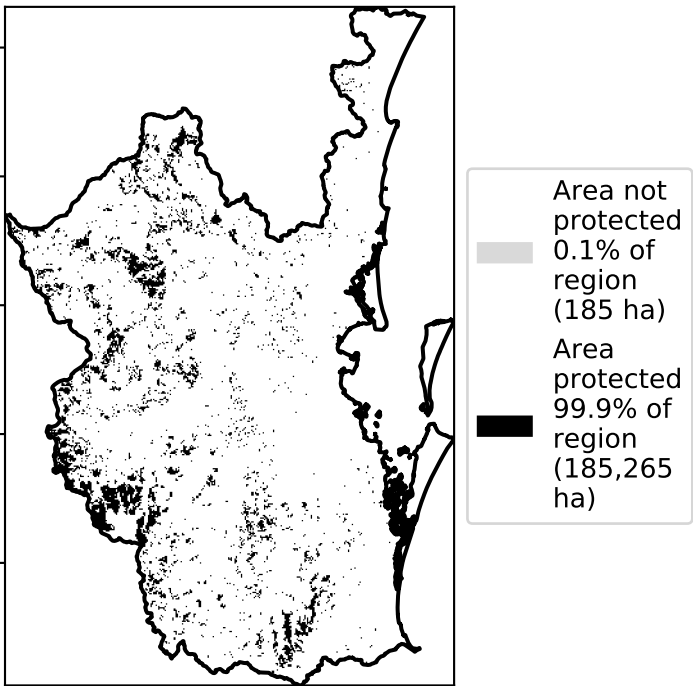 Area not
protected
0.1% of
region
(185 ha)
Area
protected
99.9% of
region
(185,265
ha)